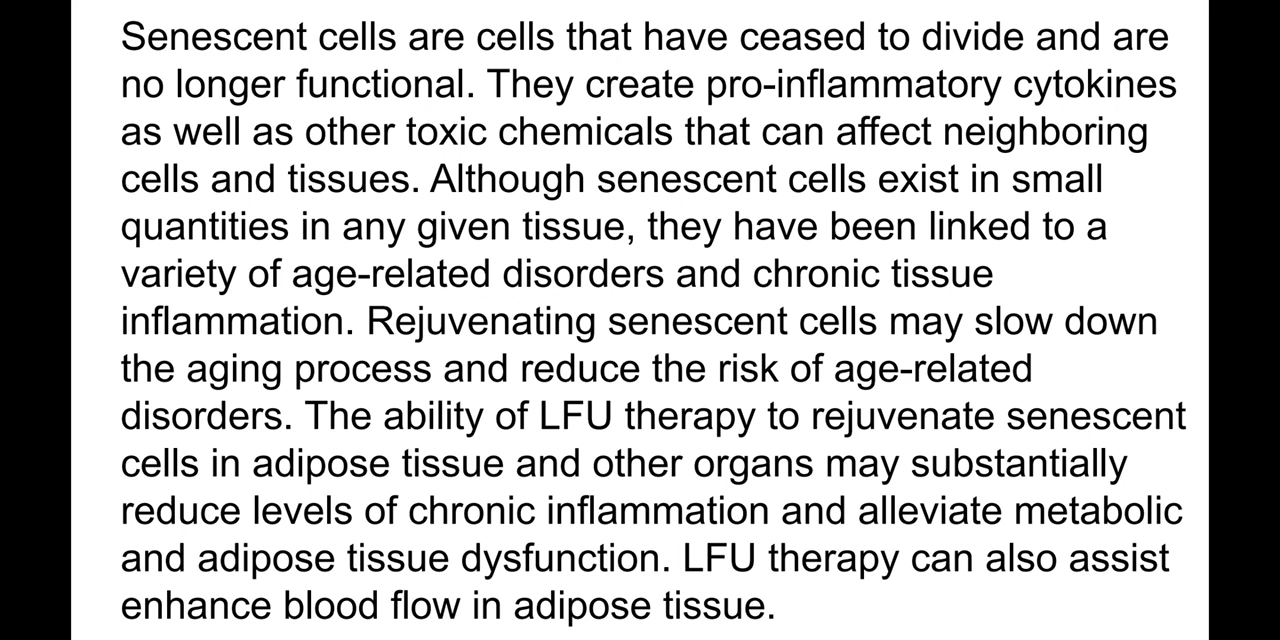 Senescent cells are cells that have ceased to divide and are
no longer functional. They create pro-inflammatory cytokines
as well as other toxic chemicals that can affect neighboring
cells and tissues. Although senescent cells exist in small
quantities in any given tissue, they have been linked to a
variety of age-related disorders and chronic tissue
inflammation. Rejuvenating senescent cells may slow down
the aging process and reduce the risk of age-related
disorders. The ability of LFU therapy to rejuvenate senescent
cells in adipose tissue and other organs may substantially
reduce levels of chronic inflammation and alleviate metabolic
and adipose tissue dysfunction. LFU therapy can also assist
enhance blood flow in adipose tissue.